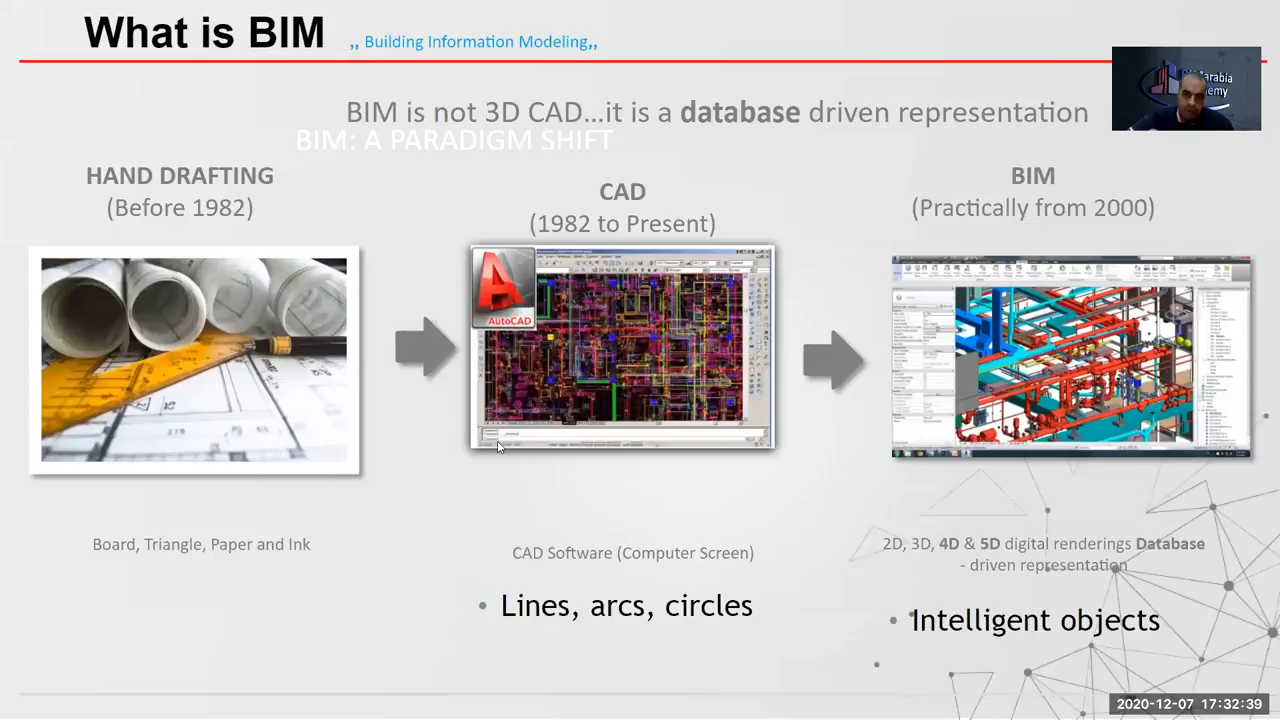 What is BIM
,, Building Information Modeling,,
arabia
emy
BIM is not 3D CAD...it is a database driven representation
BIM: A PARADIGM SHIFT
HAND DRAFTING
(Before 1982)
CAD
(1982 to Present)
BIM
(Practically from 2000)
AutoCAD
Board, Triangle, Paper and Ink
CAD Software (Computer Screen)
2D, 3D, 4D & 5D digital renderings Database
- driven representation
• Lines, arcs, circles
• Intelligent objects
2020-12-07 17:32:39